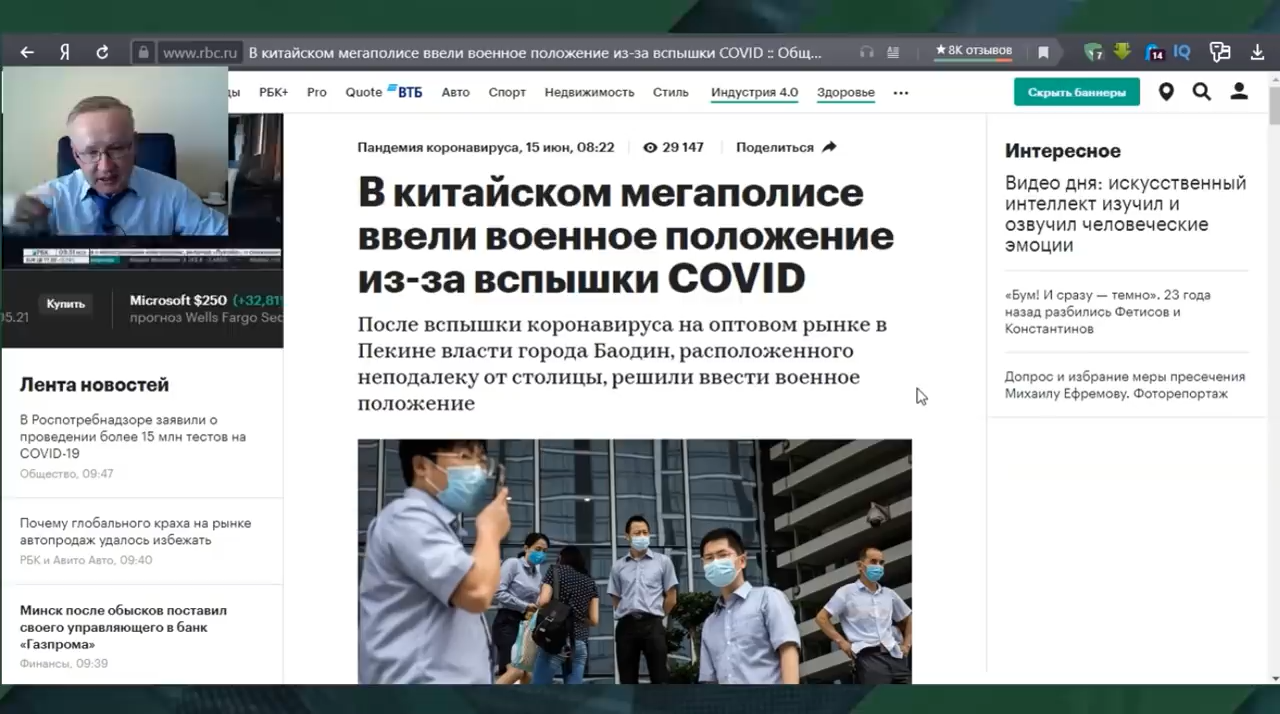 www.rbc.ru В китайском мегаполисе ввели военное положение из-за вспышки COVID :: Общ...
★ 8K отзывов
7
14
IQ
ды РБК+ Pro Quote ВТБ Авто Спорт Недвижимость Стиль Индустрия 4.0 Здоровье ...
Скрыть баннеры
Пандемия коронавируса, 15 июн, 08:22
29 147
Поделиться
В китайском мегаполисе
ввели военное положение
из-за вспышки COVID
После вспышки коронавируса на оптовом рынке в
Пекине власти города Баодин, расположенного
неподалеку от столицы, решили ввести военное
положение
Интересное
Видео дня: искусственный
интеллект изучил и
озвучил человеческие
эмоции
«Бум! И сразу — темно». 23 года
назад разбились Фетисов и
Константинов
Допрос и избрание меры пресечения
Михаилу Ефремову. Фоторепортаж
Купить
05.21
Microsoft $250 (+32,81
прогноз Wells Fargo Sec
Лента новостей
В Роспотребнадзоре заявили о
проведении более 15 млн тестов на
COVID-19
Общество, 09:47
Почему глобального краха на рынке
автопродаж удалось избежать
РБК и Авито Авто, 09:40
Минск после обысков поставил
своего управляющего в банк
«Газпрома»
Финансы, 09:39